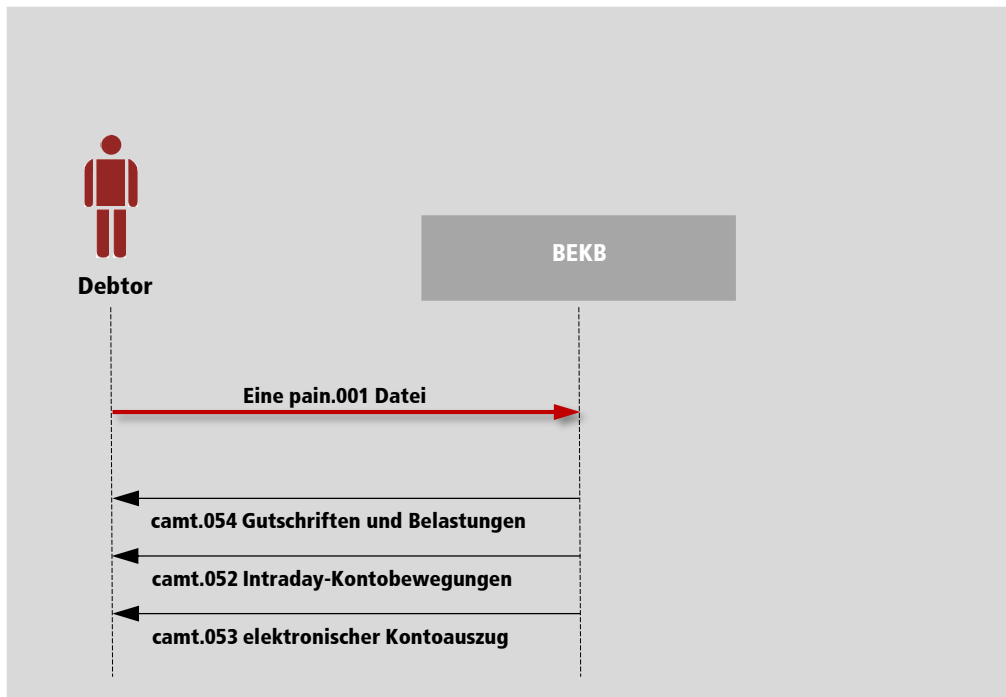 BEKB
Debtor
Eine pain.001 Datei
camt.054 Gutschriften und Belastungen
camt.052 Intraday-Kontobewegungen
camt.053 elektronischer Kontoauszug